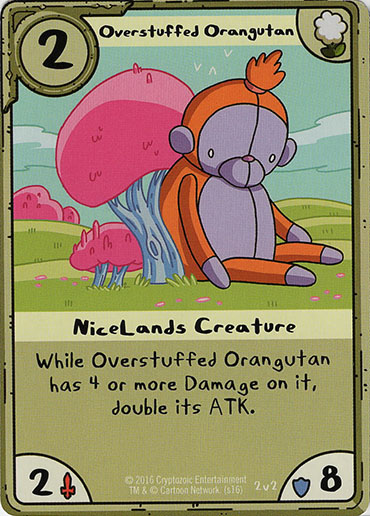 2
Overstuffed Orangutan
NiceLands Creature
While Overstuffed Orangutan
has 4 or more Damage on it,
double its ATK.
2
© 2016 Cryptozoic Entertainment
TM & © Cartoon Network. (s16)
2v2
8